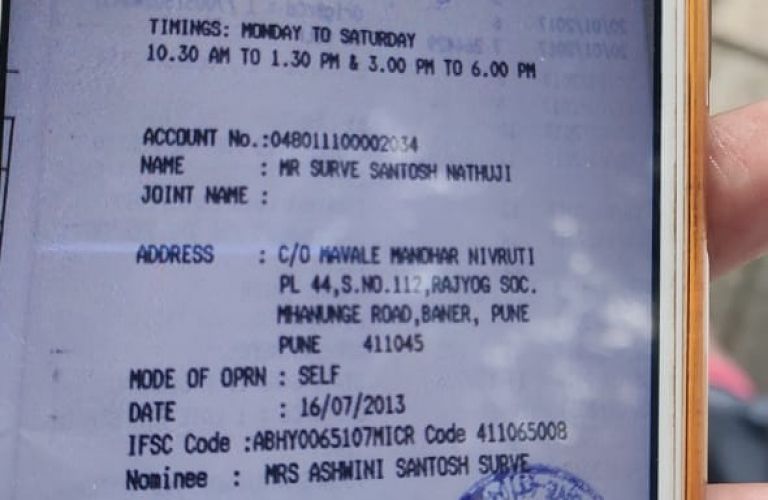 TIMINGS: MONDAY TO SATURDAY
10.30 AM TO 1.30 PM & 3.00 PM TO 6.00 PM
ACCOUNT No.:048011100002034
NAME : MR SURVE SANTOSH NATHUJI
JOINT NAME :
ADDRESS : C/O MAVALE MANOHAR NIVRUTI
PL 44,S.NO.112,RAJYOG SOC.
MHANUNGE ROAD,BANER, PUNE
PUNE 411045
MODE OF OPRN : SELF
DATE : 16/07/2013
IFSC Code :ABHY0065107MICR Code 411065008
Nominee : MRS ASHWINI SANTOSH SURVE